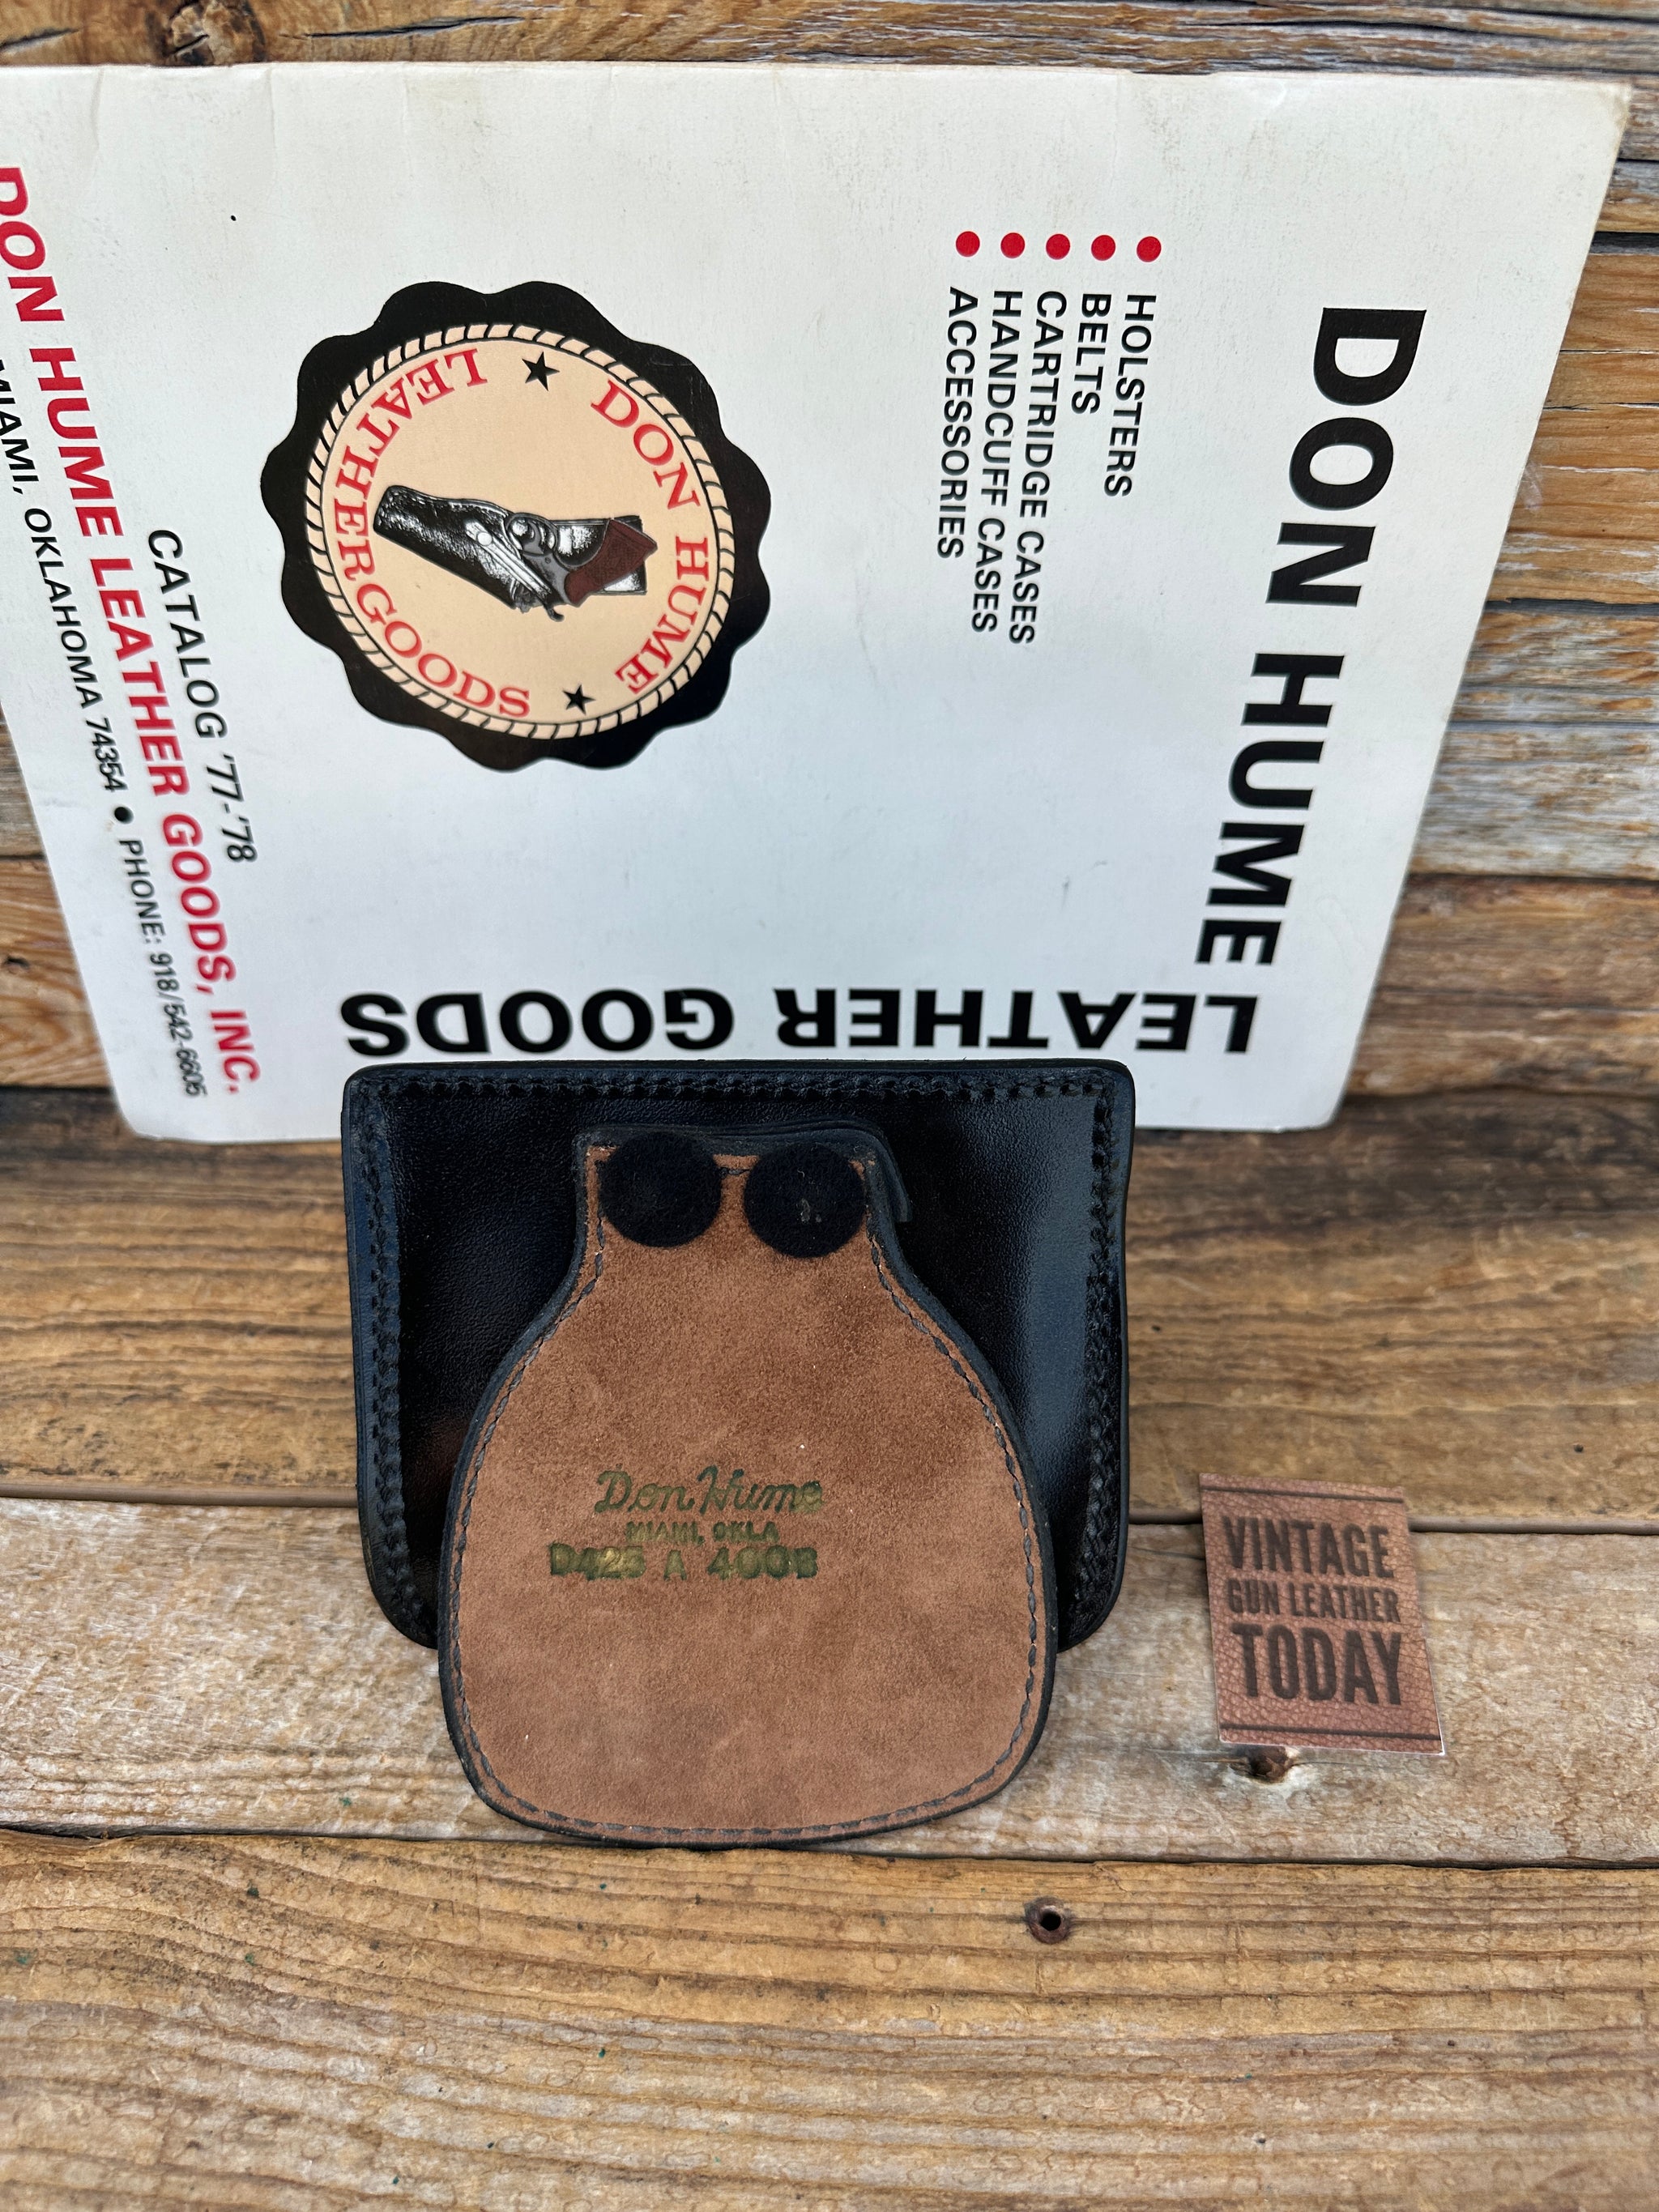 DON HUME
LEATHER GOODS
● HOLSTERS
● BELTS
● CARTRIDGE CASES
● HANDCUFF CASES
● ACCESSORIES
DON HUME
LEATHERGOODS
CATALOG '77-'78
DON HUME LEATHER GOODS, INC.
MIAMI, OKLAHOMA 74354 ● PHONE: 918/542-6605
Don Hume
MIAMI, OKLA
D425 A 400B
VINTAGE
GUN LEATHER
TODAY